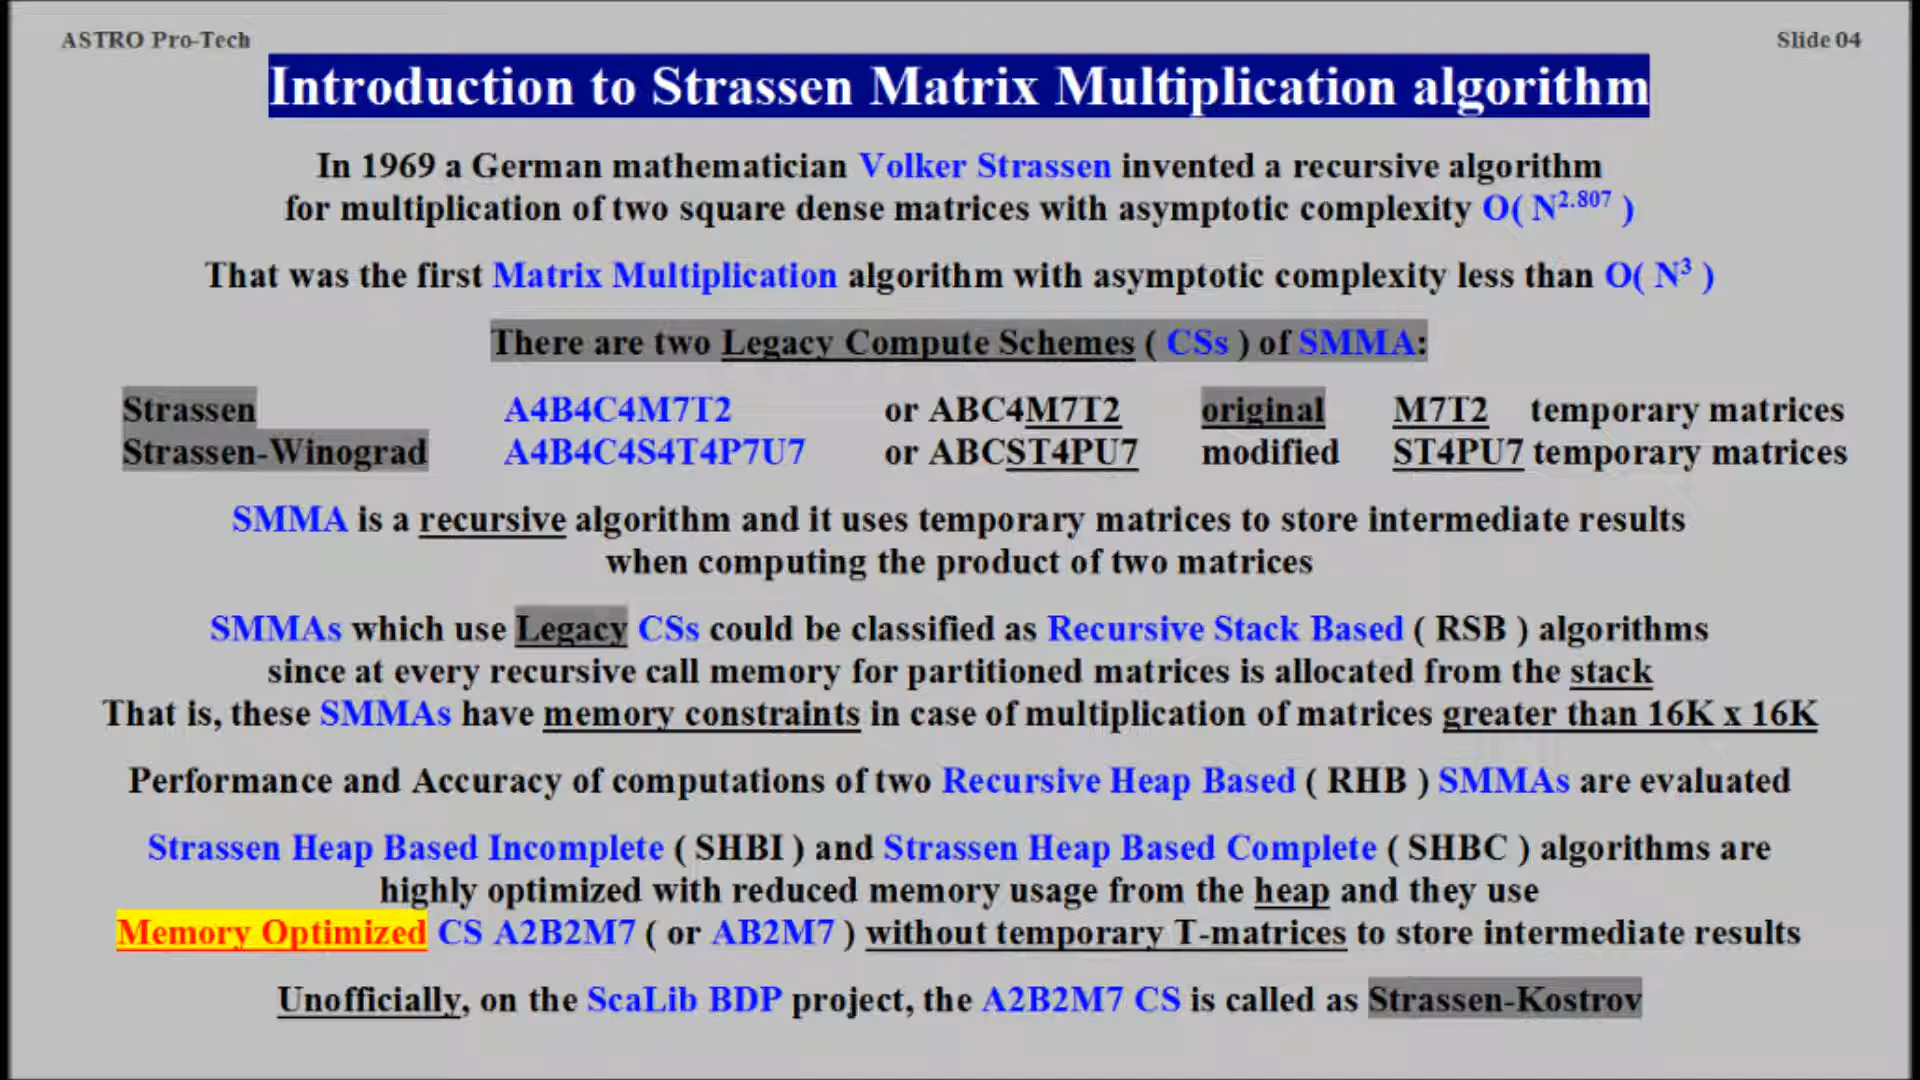 ASTRO Pro-Tech
Slide 04
Introduction to Strassen Matrix Multiplication algorithm
In 1969 a German mathematician Volker Strassen invented a recursive algorithm
for multiplication of two square dense matrices with asymptotic complexity O( N^2.807 )
That was the first Matrix Multiplication algorithm with asymptotic complexity less than O( N^3 )
There are two Legacy Compute Schemes ( CSs ) of SMMA:
Strassen A4B4C4M7T2 or ABC4M7T2 original M7T2 temporary matrices
Strassen-Winograd A4B4C4S4T4P7U7 or ABCST4PU7 modified ST4PU7 temporary matrices
SMMA is a recursive algorithm and it uses temporary matrices to store intermediate results
when computing the product of two matrices
SMMAs which use Legacy CSs could be classified as Recursive Stack Based ( RSB ) algorithms
since at every recursive call memory for partitioned matrices is allocated from the stack
That is, these SMMAs have memory constraints in case of multiplication of matrices greater than 16K x 16K
Performance and Accuracy of computations of two Recursive Heap Based ( RHB ) SMMAs are evaluated
Strassen Heap Based Incomplete ( SHBI ) and Strassen Heap Based Complete ( SHBC ) algorithms are
highly optimized with reduced memory usage from the heap and they use
Memory Optimized CS A2B2M7 ( or AB2M7 ) without temporary T-matrices to store intermediate results
Unofficially, on the ScaLib BDP project, the A2B2M7 CS is called as Strassen-Kostrov